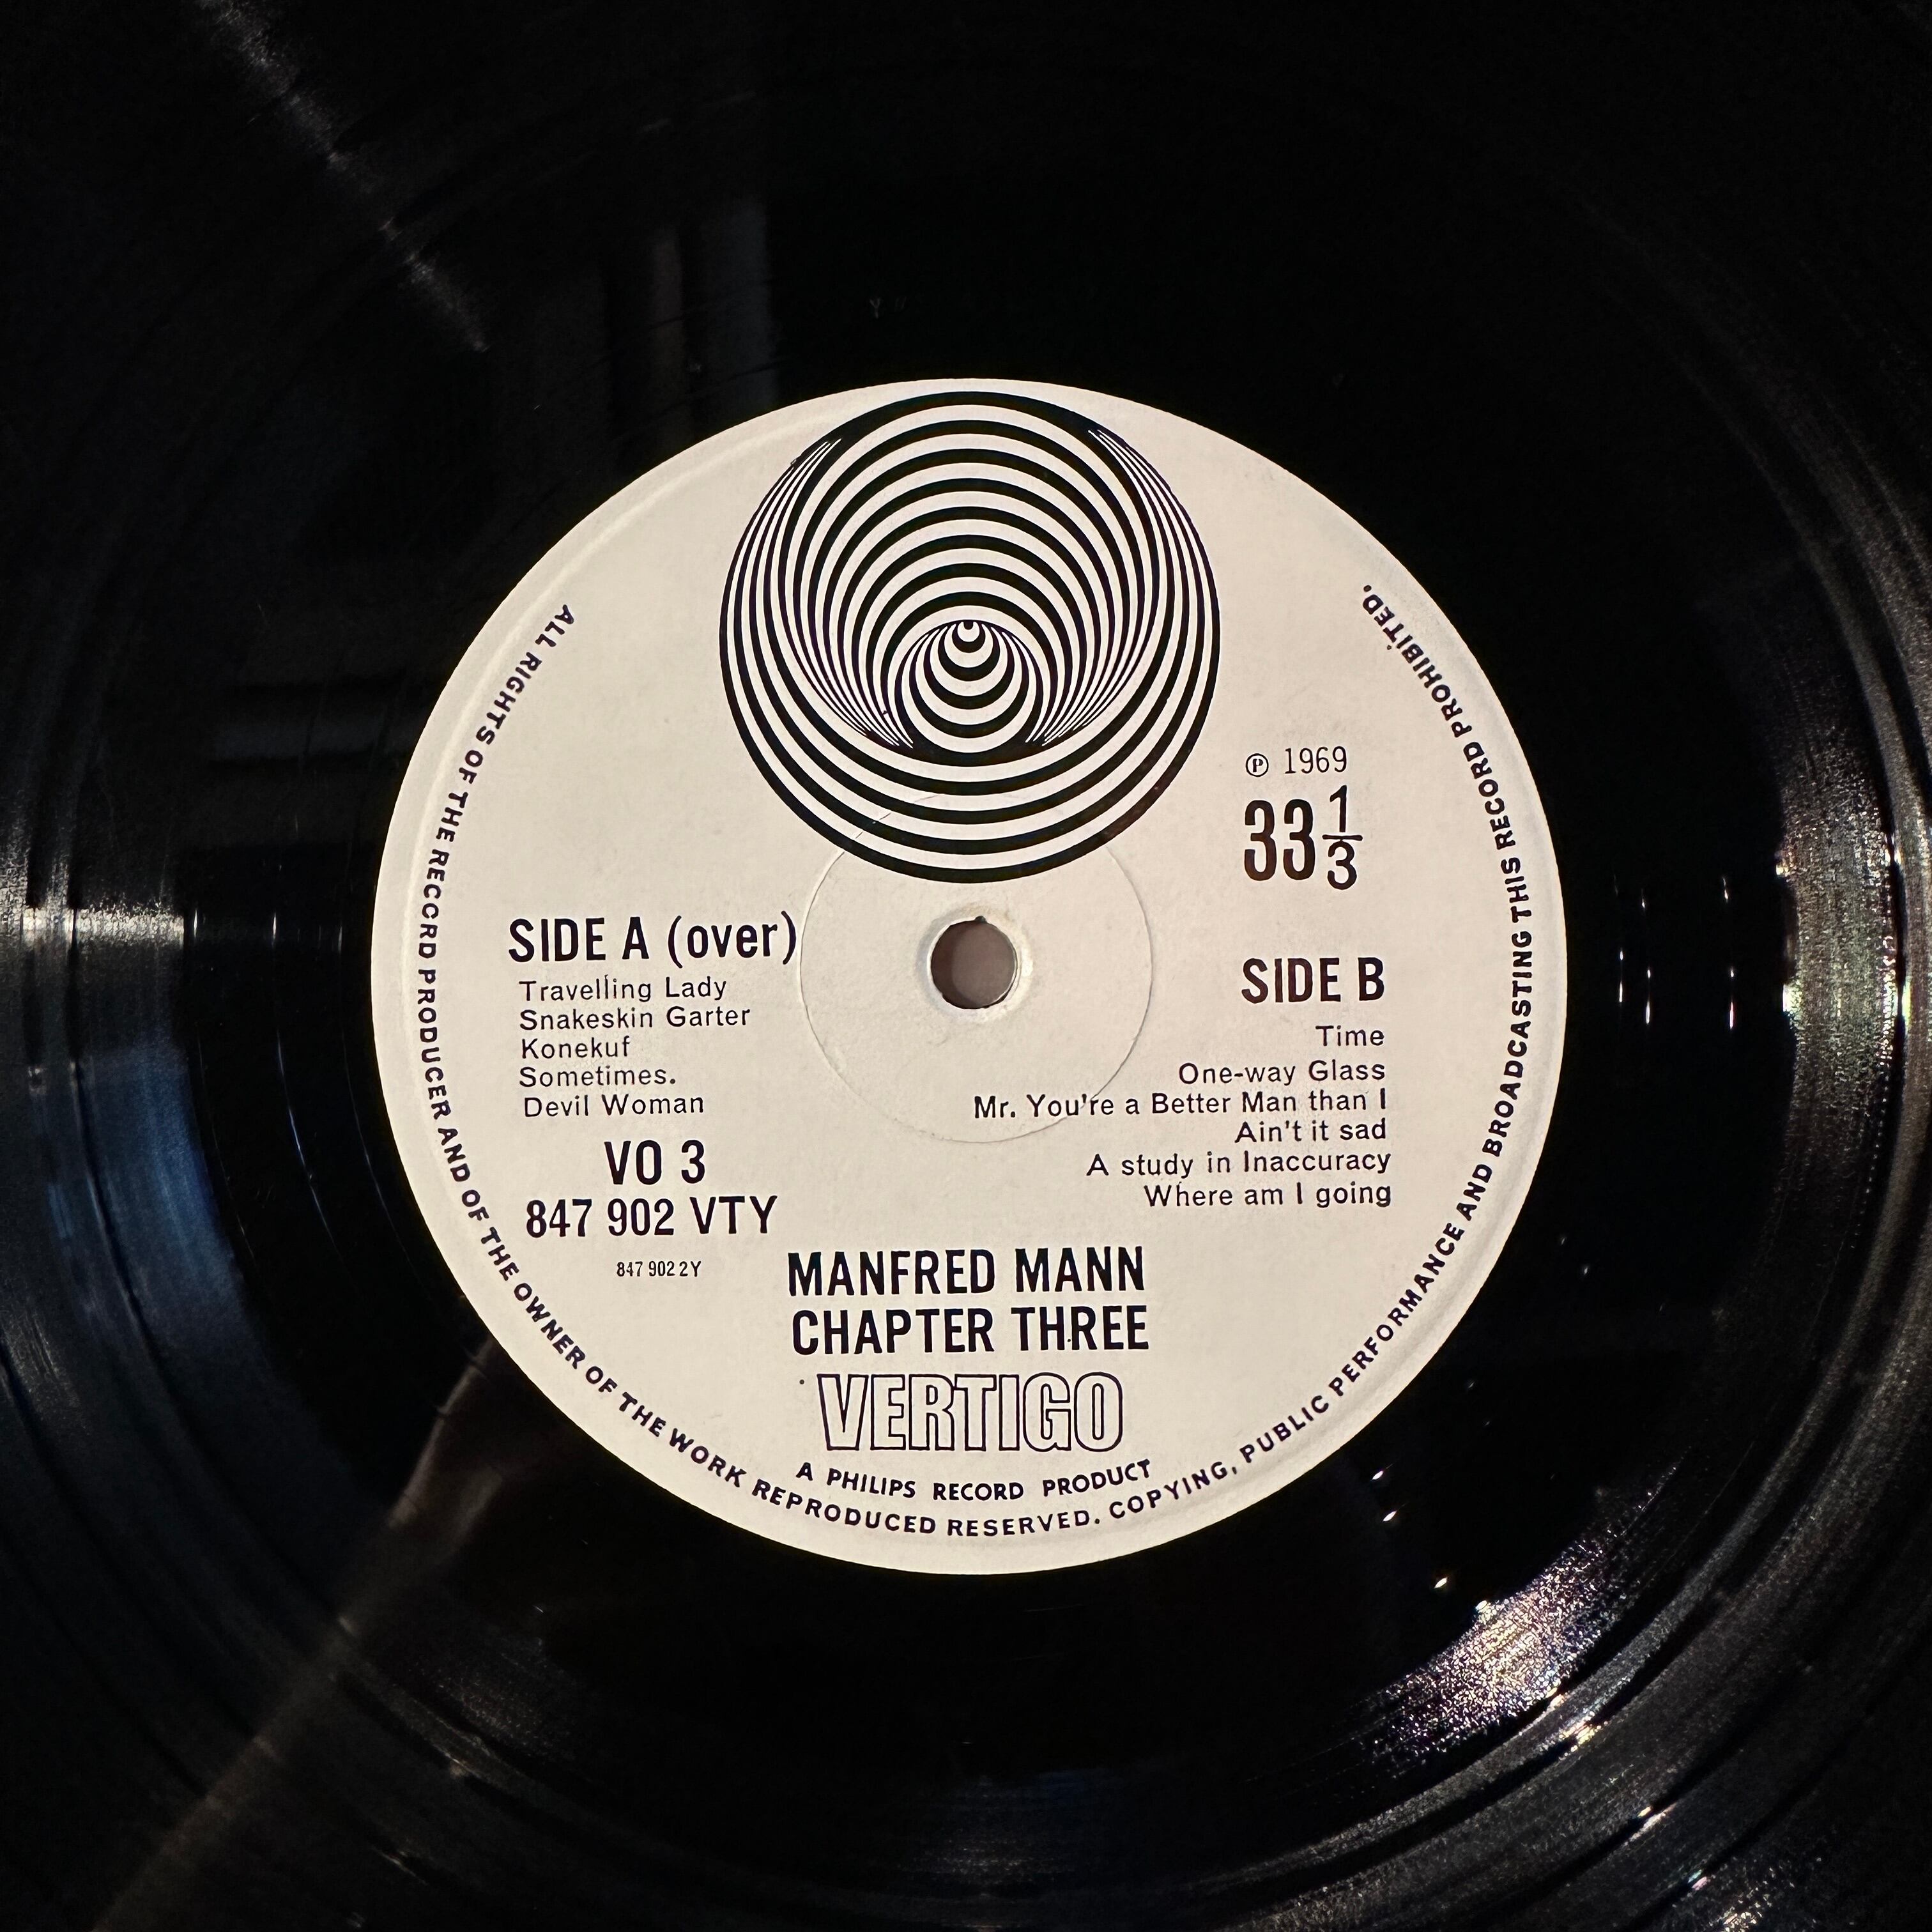 ℗ 1969
33 1/3
SIDE A (over)
Travelling Lady
Snakeskin Garter
Konekuf
Sometimes.
Devil Woman
VO 3
847 902 VTY
847 902 2Y
SIDE B
Time
One-way Glass
Mr. You're a Better Man than I
Ain't it sad
A study in Inaccuracy
Where am I going
MANFRED MANN
CHAPTER THREE
VERTIGO
A PHILIPS RECORD PRODUCT
ALL RIGHTS OF THE RECORD PRODUCER AND OF THE OWNER OF THE WORK REPRODUCED RESERVED. COPYING, PUBLIC PERFORMANCE AND BROADCASTING THIS RECORD PROHIBITED.